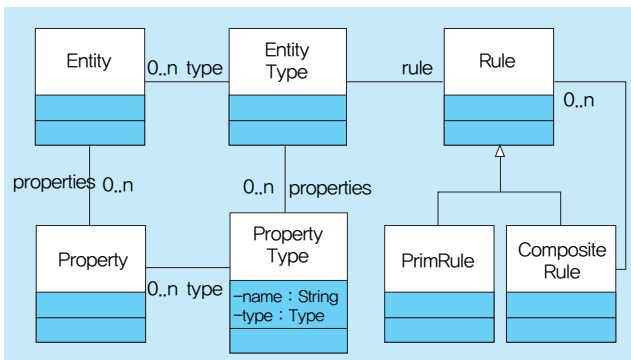 Entity
0..n type
Entity
Type
rule
Rule
0..n
properties 0..n
0..n properties
Property
0..n type
Property
Type
-name : String
-type : Type
PrimRule
Composite
Rule